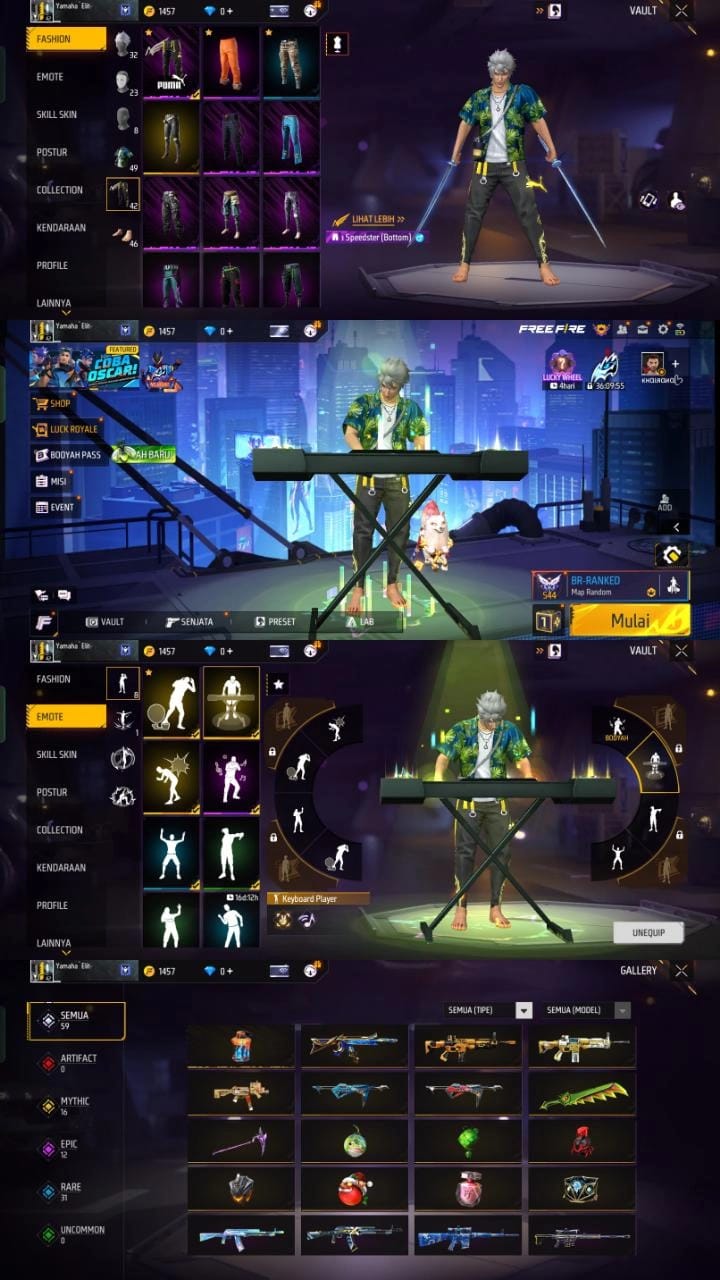 Yamaha Elit-
1457
0 +
VAULT
FASHION
32
EMOTE
23
SKILL SKIN
8
POSTUR
49
COLLECTION
42
KENDARAAN
46
PROFILE
LAINNYA
PUMA
LIHAT LEBIH >>
Speedster (Bottom)
Yamaha Elit-
1457
0 +
FREE FIRE
FEATURED
COBA
OSCAR!
LUCKY WHEEL
4hari
36:09:55
SHOP
LUCK ROYALE
BOOYAH PASS
AH BARU
MISI
EVENT
ADD
BR-RANKED
Map Random
S44
1
Mulai
VAULT
SENJATA
PRESET
LAB
Yamaha Elit-
1457
0 +
VAULT
FASHION
8
EMOTE
1
SKILL SKIN
POSTUR
COLLECTION
KENDARAAN
PROFILE
LAINNYA
16d:12h
BOOYAH
Keyboard Player
UNEQUIP
Yamaha Elit-
1457
0 +
GALLERY
SEMUA (TIPE)
SEMUA (MODEL)
SEMUA
59
ARTIFACT
0
MYTHIC
16
EPIC
12
RARE
31
UNCOMMON
0